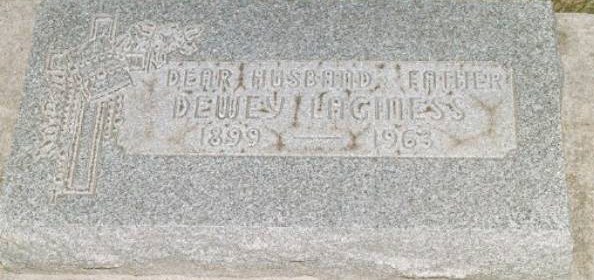 DEAR HUSBAND FATHER
DEWEY LAGINESS
1899 — 1963